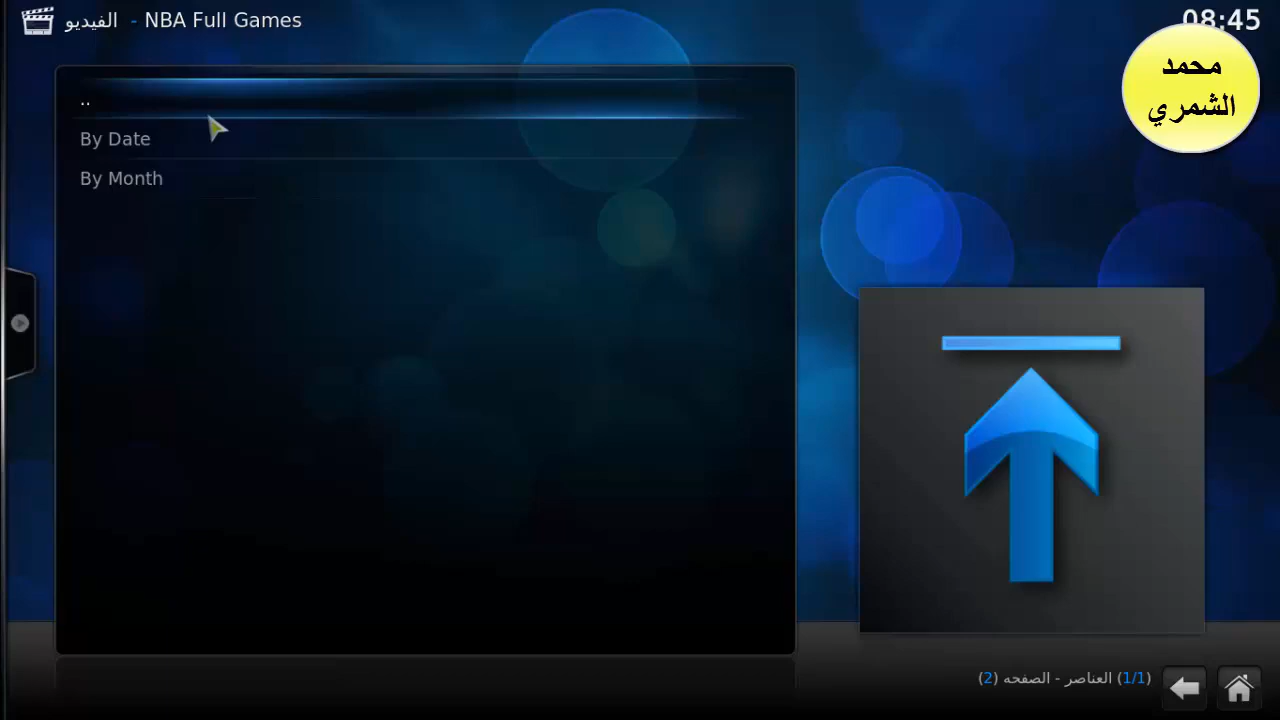 الفيديو - NBA Full Games
08:45
محمد
الشمري
..
By Date
By Month
(2) العناصر - الصفحه (1/1)